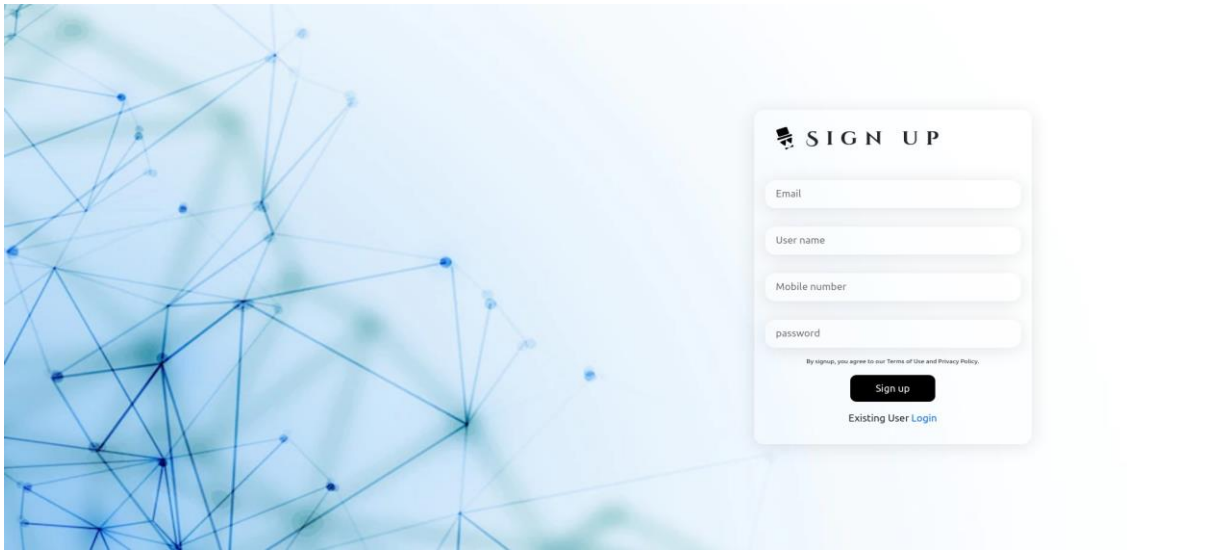 SIGN UP
Email
User name
Mobile number
password
By signup, you agree to our Terms of Use and Privacy Policy.
Sign up
Existing User Login